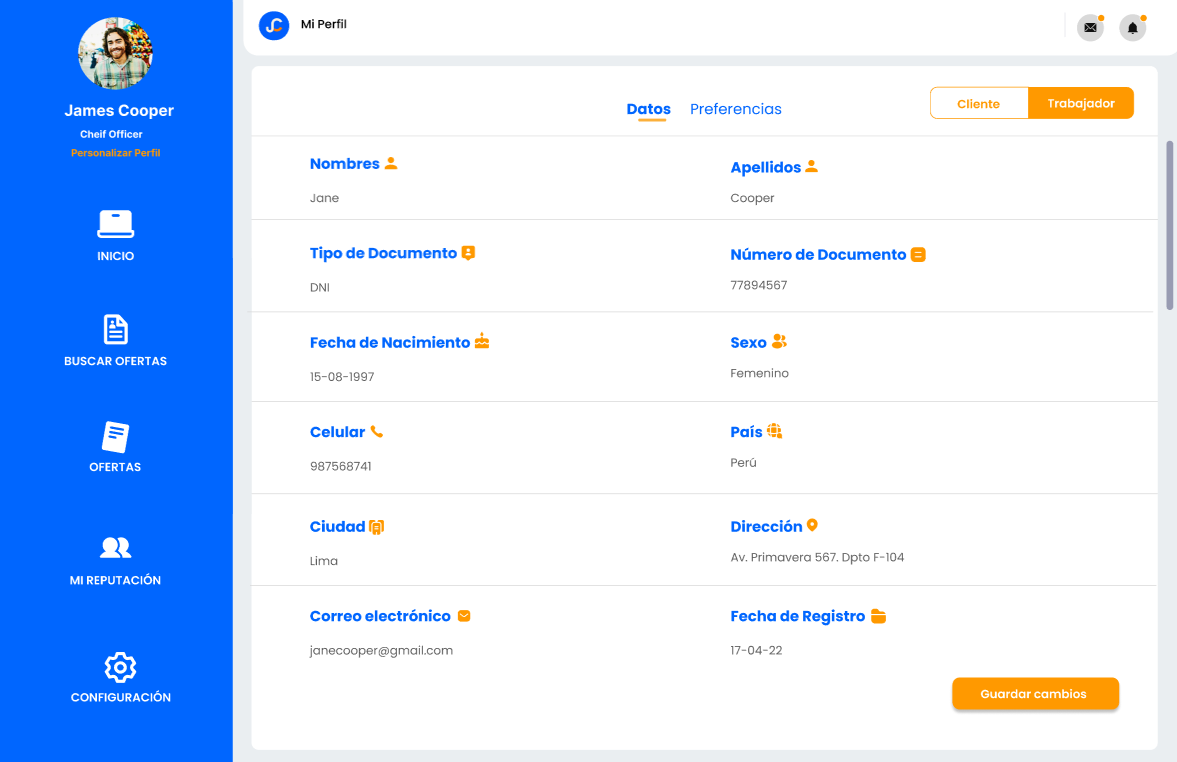 James Cooper
Cheif Officer
Personalizar Perfil
INICIO
BUSCAR OFERTAS
OFERTAS
MI REPUTACIÓN
CONFIGURACIÓN
JC Mi Perfil
Datos Preferencias
Cliente Trabajador
Nombres Apellidos
Jane Cooper
Tipo de Documento Número de Documento
DNI 77894567
Fecha de Nacimiento Sexo
15-08-1997 Femenino
Celular País
987568741 Perú
Ciudad Dirección
Lima Av. Primavera 567. Dpto F-104
Correo electrónico Fecha de Registro
janecooper@gmail.com 17-04-22
Guardar cambios